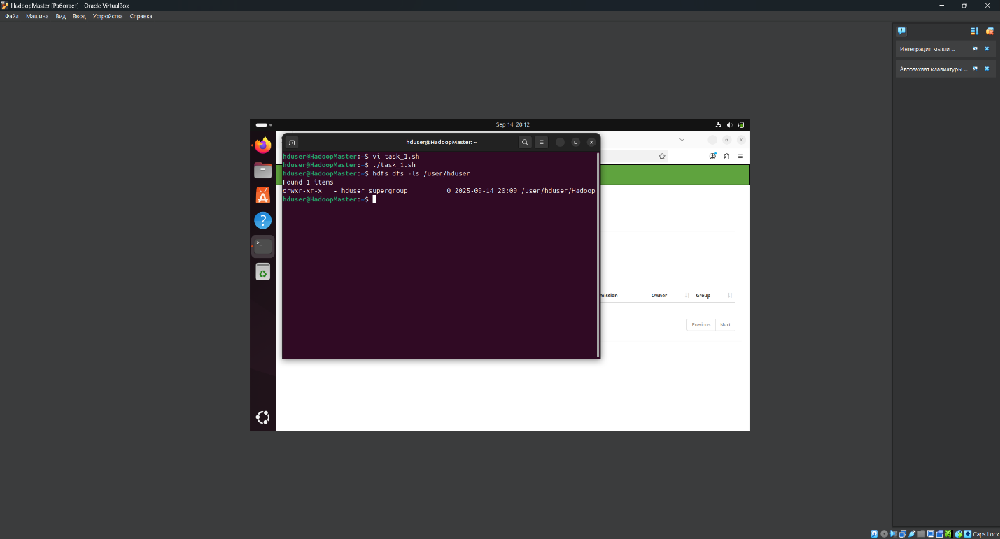 HadoopMaster [Работает] - Oracle VirtualBox
Файл Машина Вид Ввод Устройства Справка
Интеграция мыши ...
Автозахват клавиатуры ...
Sep 14 20:12
hduser@HadoopMaster: ~
hduser@HadoopMaster:~$ vi task_1.sh
hduser@HadoopMaster:~$ ./task_1.sh
hduser@HadoopMaster:~$ hdfs dfs -ls /user/hduser
Found 1 items
drwxr-xr-x - hduser supergroup 0 2025-09-14 20:09 /user/hduser/Hadoop
hduser@HadoopMaster:~$
mission Owner Group
Previous Next
Caps Lock